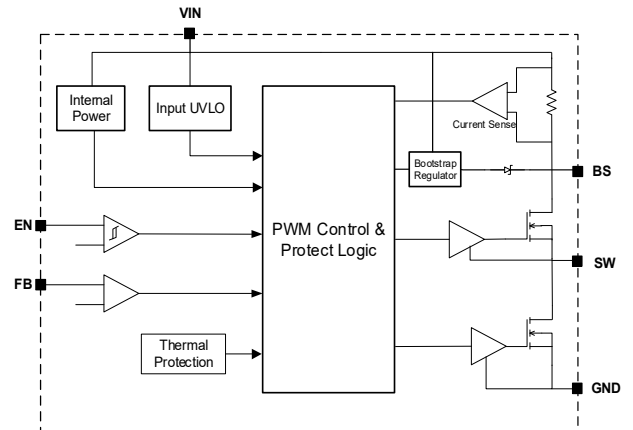 VIN
Internal
Power
Input UVLO
Current Sense
Bootstrap
Regulator
BS
EN
PWM Control &
Protect Logic
SW
FB
Thermal
Protection
GND